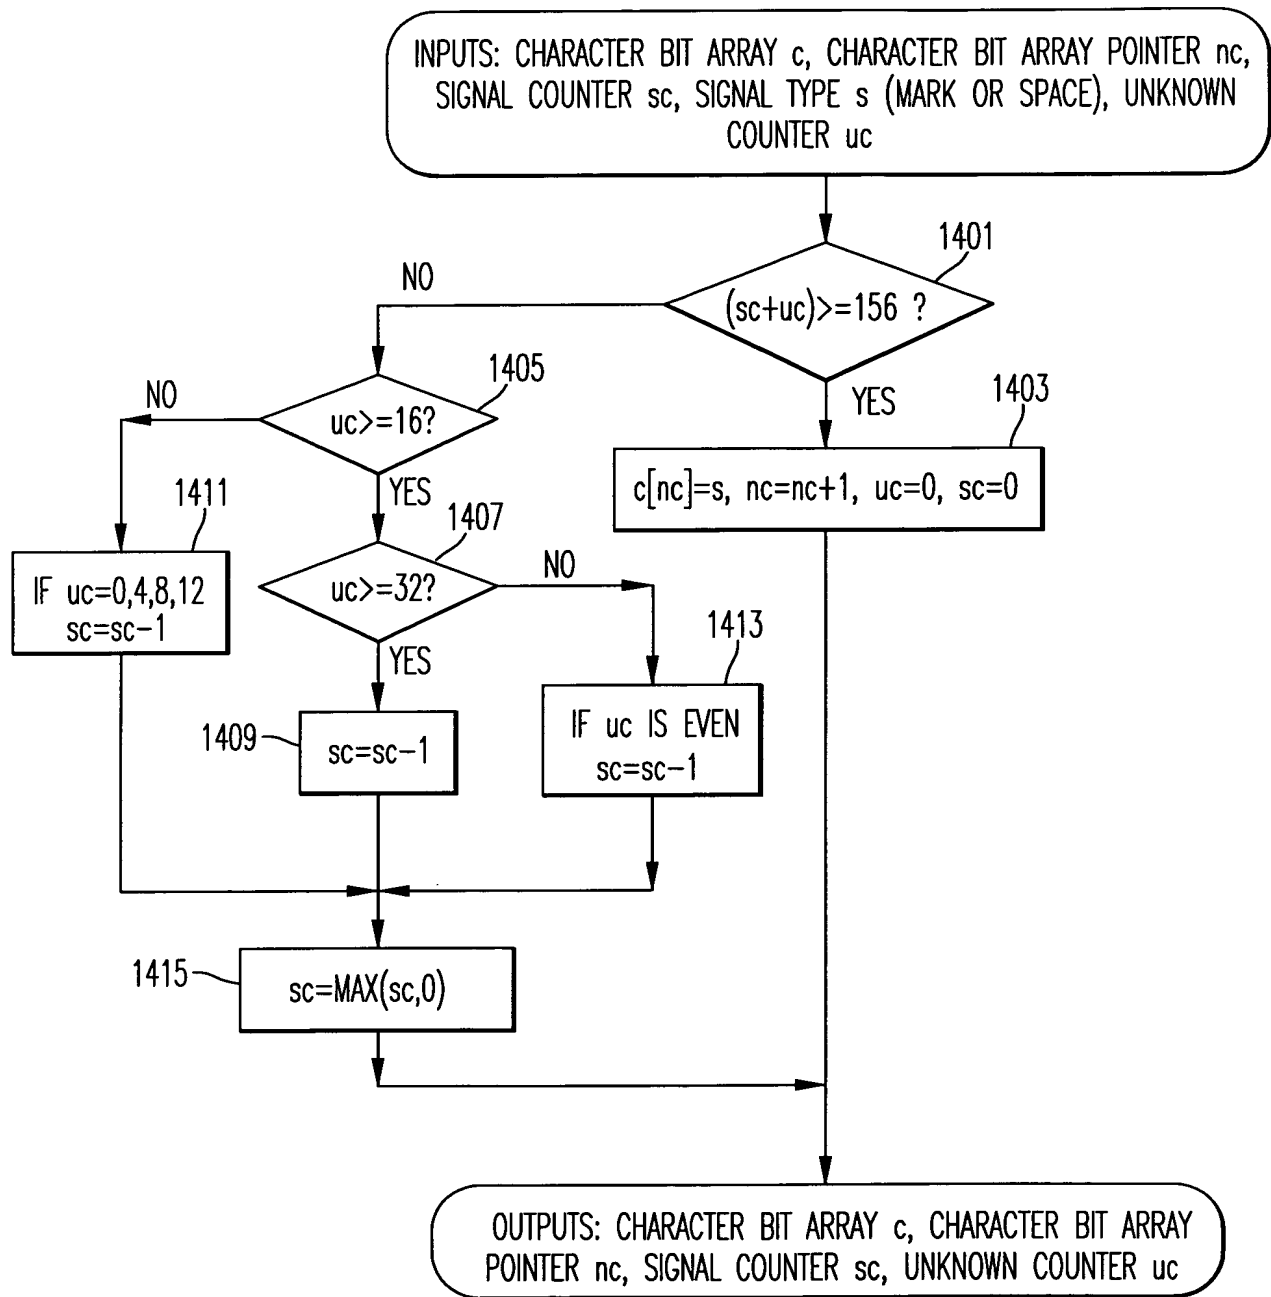 INPUTS: CHARACTER BIT ARRAY c, CHARACTER BIT ARRAY POINTER nc,
SIGNAL COUNTER sc, SIGNAL TYPE s (MARK OR SPACE), UNKNOWN
COUNTER uc
1401
NO
(sc+uc)>=156 ?
1405
NO
uc>=16?
YES
1403
c[nc]=s, nc=nc+1, uc=0, sc=0
1411
YES
1407
IF uc=0,4,8,12
sc=sc-1
uc>=32?
NO
1413
YES
1409
sc=sc-1
IF uc IS EVEN
sc=sc-1
1415
sc=MAX(sc,0)
OUTPUTS: CHARACTER BIT ARRAY c, CHARACTER BIT ARRAY
POINTER nc, SIGNAL COUNTER sc, UNKNOWN COUNTER uc